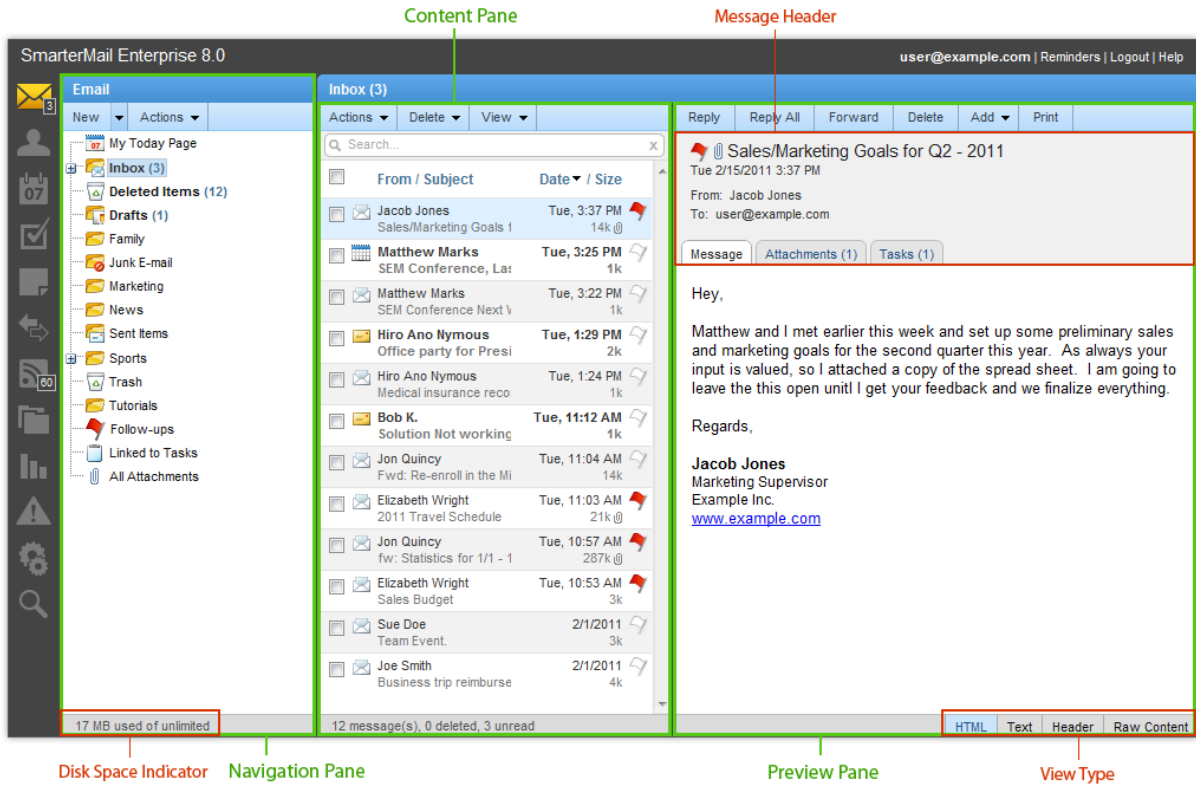 Content Pane
Message Header
SmarterMail Enterprise 8.0
user@example.com | Reminders | Logout | Help
3
07
60
Email
New
Actions
07
My Today Page
Inbox (3)
Deleted Items (12)
Drafts (1)
Family
Junk E-mail
Marketing
News
Sent Items
Sports
Trash
Tutorials
Follow-ups
Linked to Tasks
All Attachments
17 MB used of unlimited
Inbox (3)
Actions Delete View
Search... x
From / Subject Date / Size
Jacob Jones Tue, 3:37 PM
Sales/Marketing Goals f 14k
Matthew Marks Tue, 3:25 PM
SEM Conference, Las 1k
Matthew Marks Tue, 3:22 PM
SEM Conference Next W 1k
Hiro Ano Nymous Tue, 1:29 PM
Office party for Presi 2k
Hiro Ano Nymous Tue, 1:24 PM
Medical insurance reco 1k
Bob K. Tue, 11:12 AM
Solution Not working 1k
Jon Quincy Tue, 11:04 AM
Fwd: Re-enroll in the Mi 14k
Elizabeth Wright Tue, 11:03 AM
2011 Travel Schedule 21k
Jon Quincy Tue, 10:57 AM
fw: Statistics for 1/1 - 1 287k
Elizabeth Wright Tue, 10:53 AM
Sales Budget 3k
Sue Doe 2/1/2011
Team Event. 3k
Joe Smith 2/1/2011
Business trip reimburse 4k
12 message(s), 0 deleted, 3 unread
Reply Reply All Forward Delete Add Print
Sales/Marketing Goals for Q2 - 2011
Tue 2/15/2011 3:37 PM
From: Jacob Jones
To: user@example.com
Message Attachments (1) Tasks (1)
Hey,
Matthew and I met earlier this week and set up some preliminary sales
and marketing goals for the second quarter this year. As always your
input is valued, so I attached a copy of the spread sheet. I am going to
leave the this open unitl I get your feedback and we finalize everything.
Regards,
Jacob Jones
Marketing Supervisor
Example Inc.
www.example.com
HTML Text Header Raw Content
Disk Space Indicator
Navigation Pane
Preview Pane
View Type